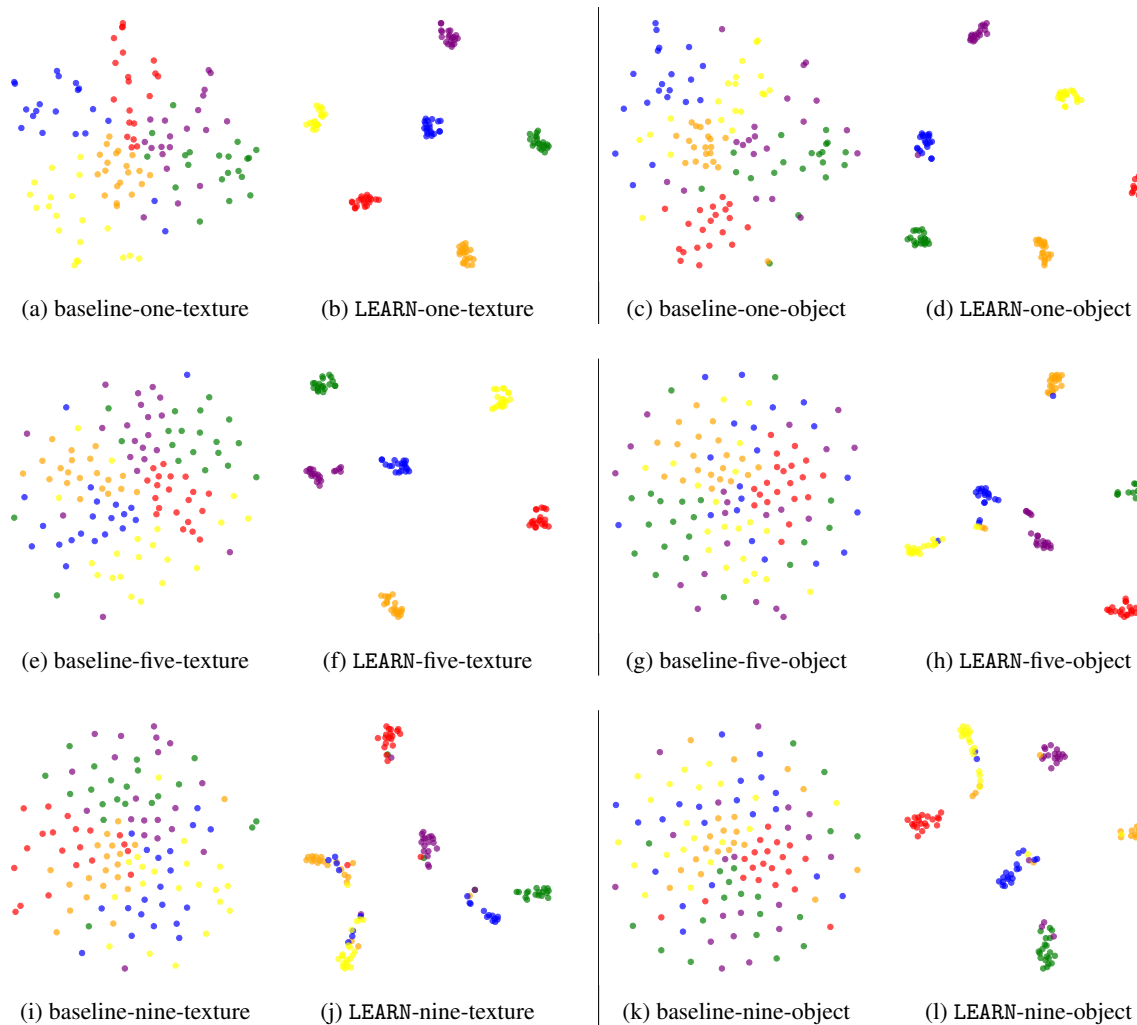 (a) baseline-one-texture
(b) LEARN-one-texture
(c) baseline-one-object
(d) LEARN-one-object
(e) baseline-five-texture
(f) LEARN-five-texture
(g) baseline-five-object
(h) LEARN-five-object
(i) baseline-nine-texture
(j) LEARN-nine-texture
(k) baseline-nine-object
(l) LEARN-nine-object